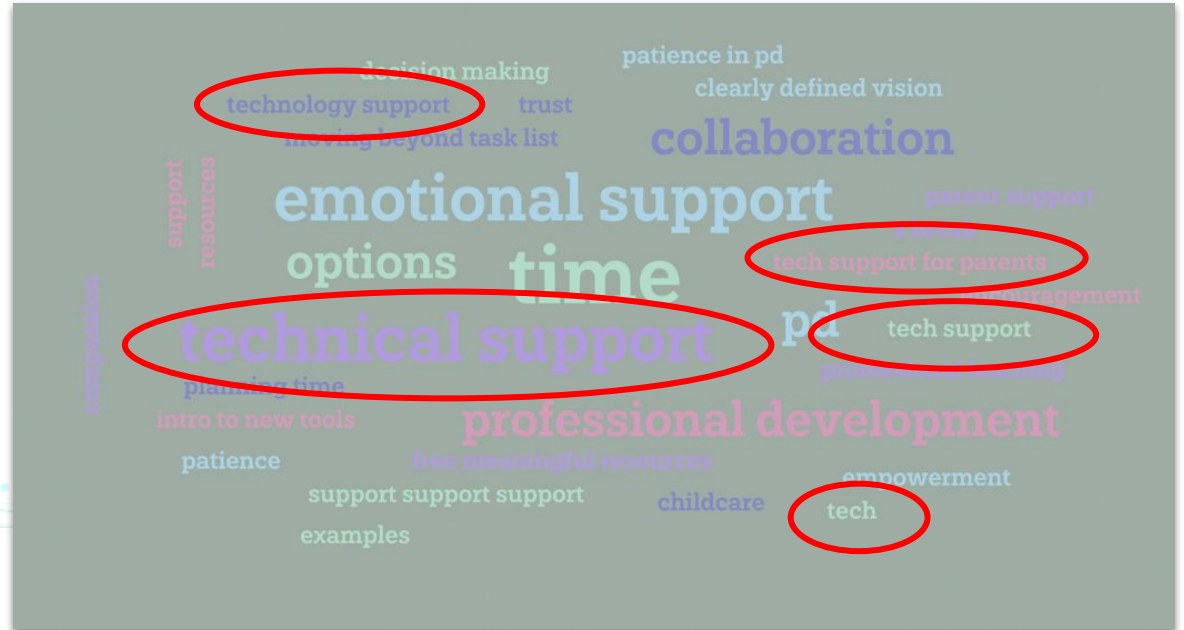 patience in pd
decision making
clearly defined vision
technology support
trust
moving beyond task list
collaboration
support
resources
emotional support
parent support
options
time
tech support for parents
encouragement
compassion
technical support
pd
tech support
planning time
intro to new tools
professional development
patience
free meaningful resources
empowerment
support support support
childcare
tech
examples